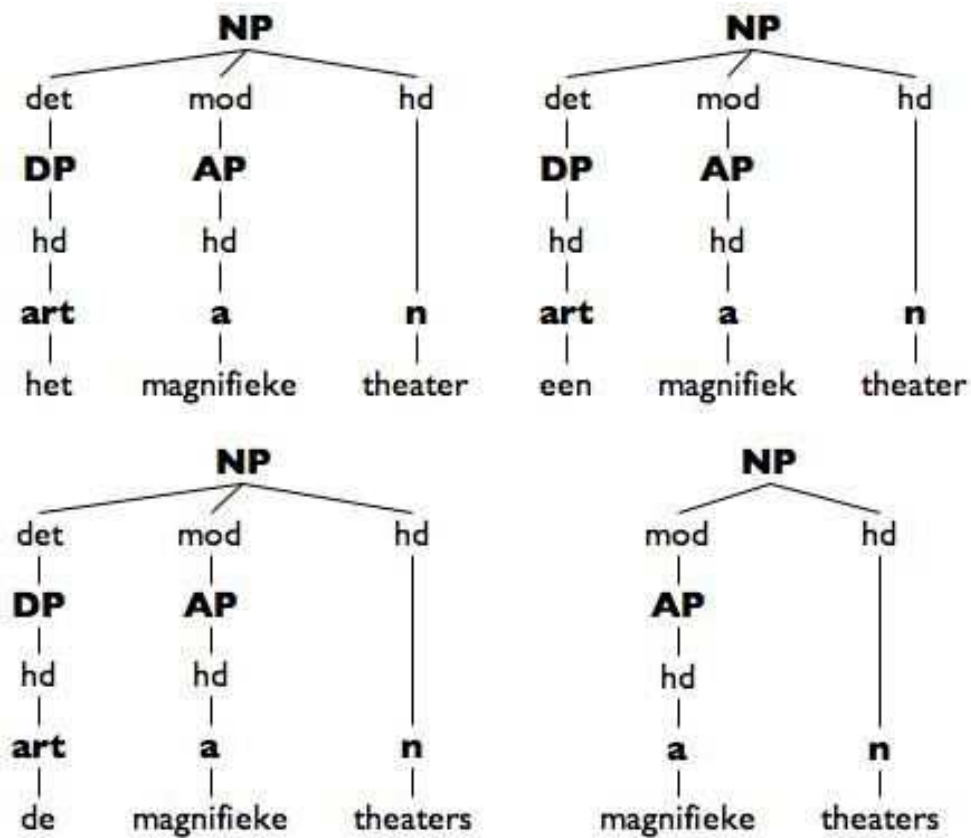 NP NP
det mod hd det mod hd
DP AP DP AP
hd hd hd hd
art a n art a n
het magnifieke theater een magnifiek theater
NP NP
det mod hd mod hd
DP AP AP
hd hd hd
art a n a n
de magnifieke theaters magnifieke theaters